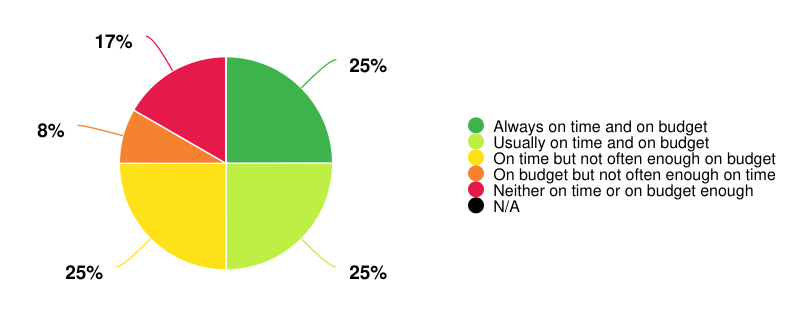 17%
25%
8%
25%
25%
Always on time and on budget
Usually on time and on budget
On time but not often enough on budget
On budget but not often enough on time
Neither on time or on budget enough
N/A